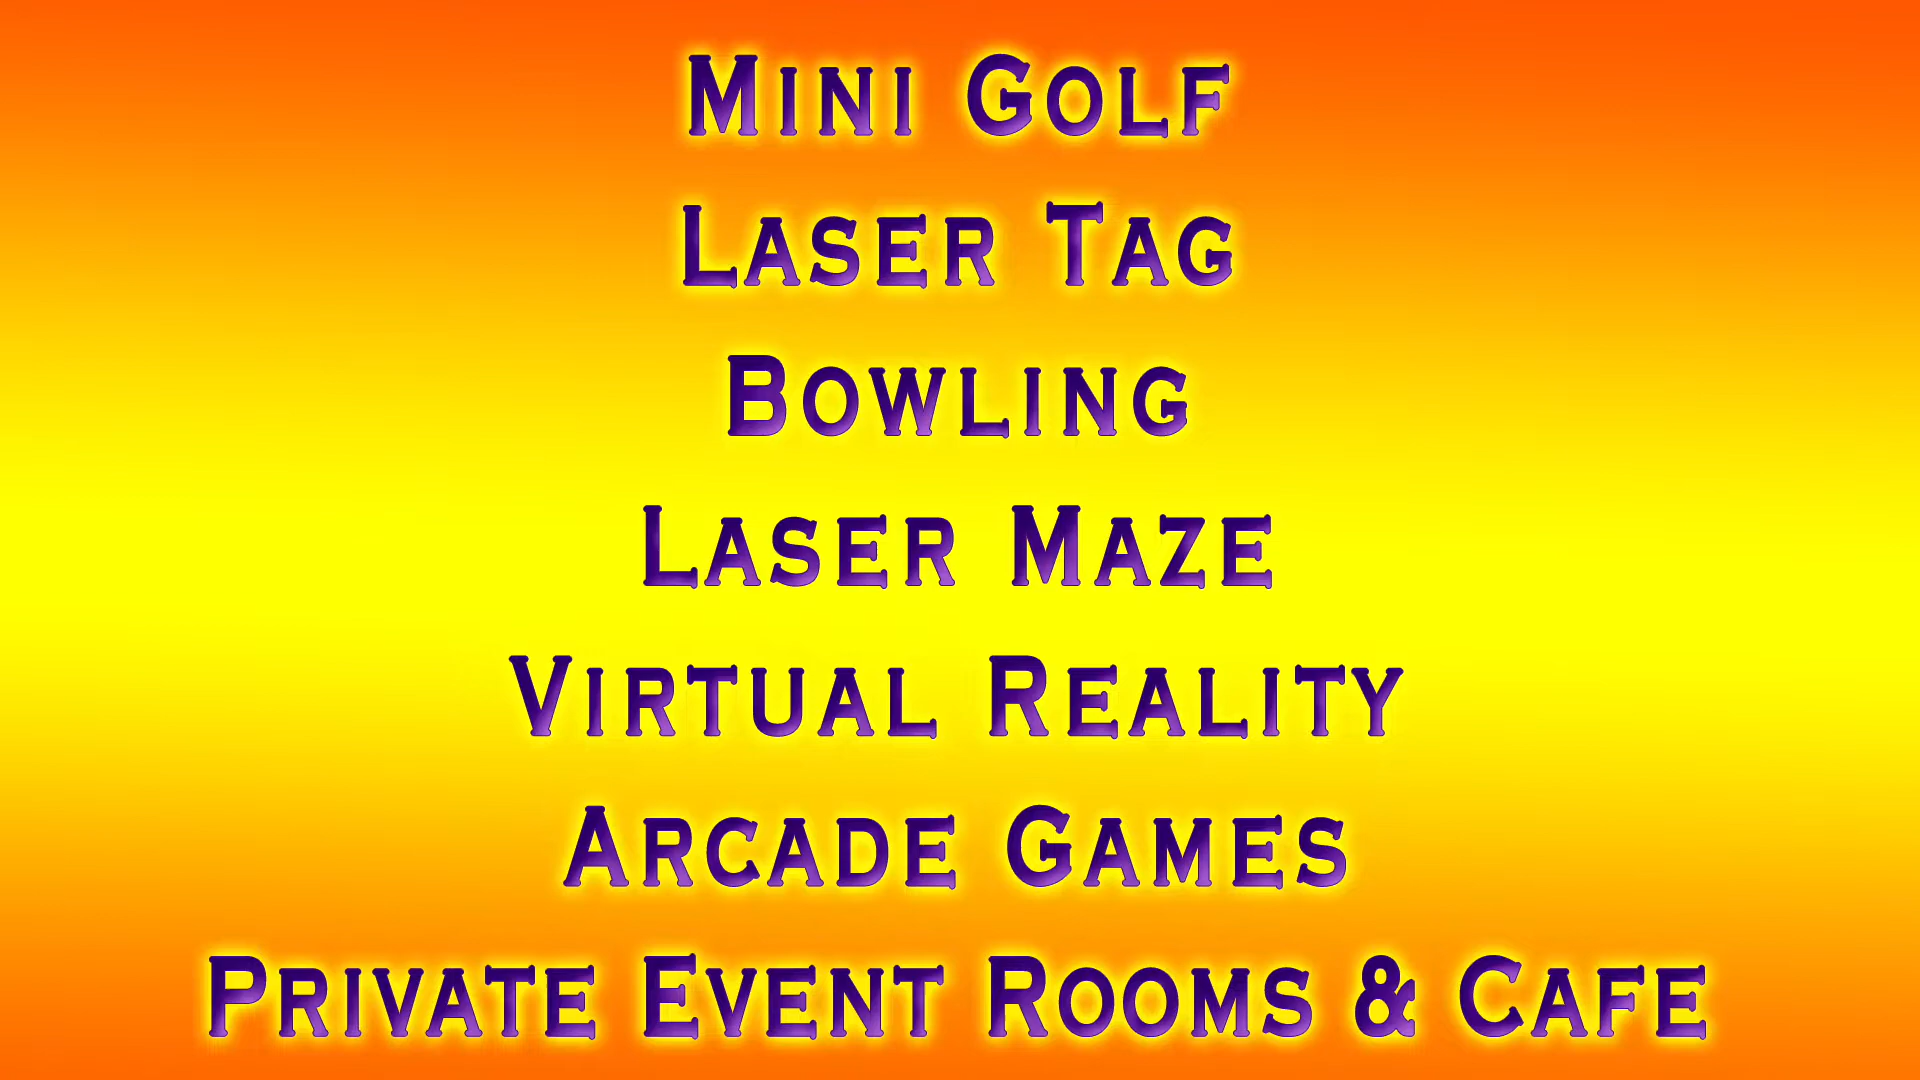 Mini Golf
Laser Tag
Bowling
Laser Maze
Virtual Reality
Arcade Games
Private Event Rooms & Cafe